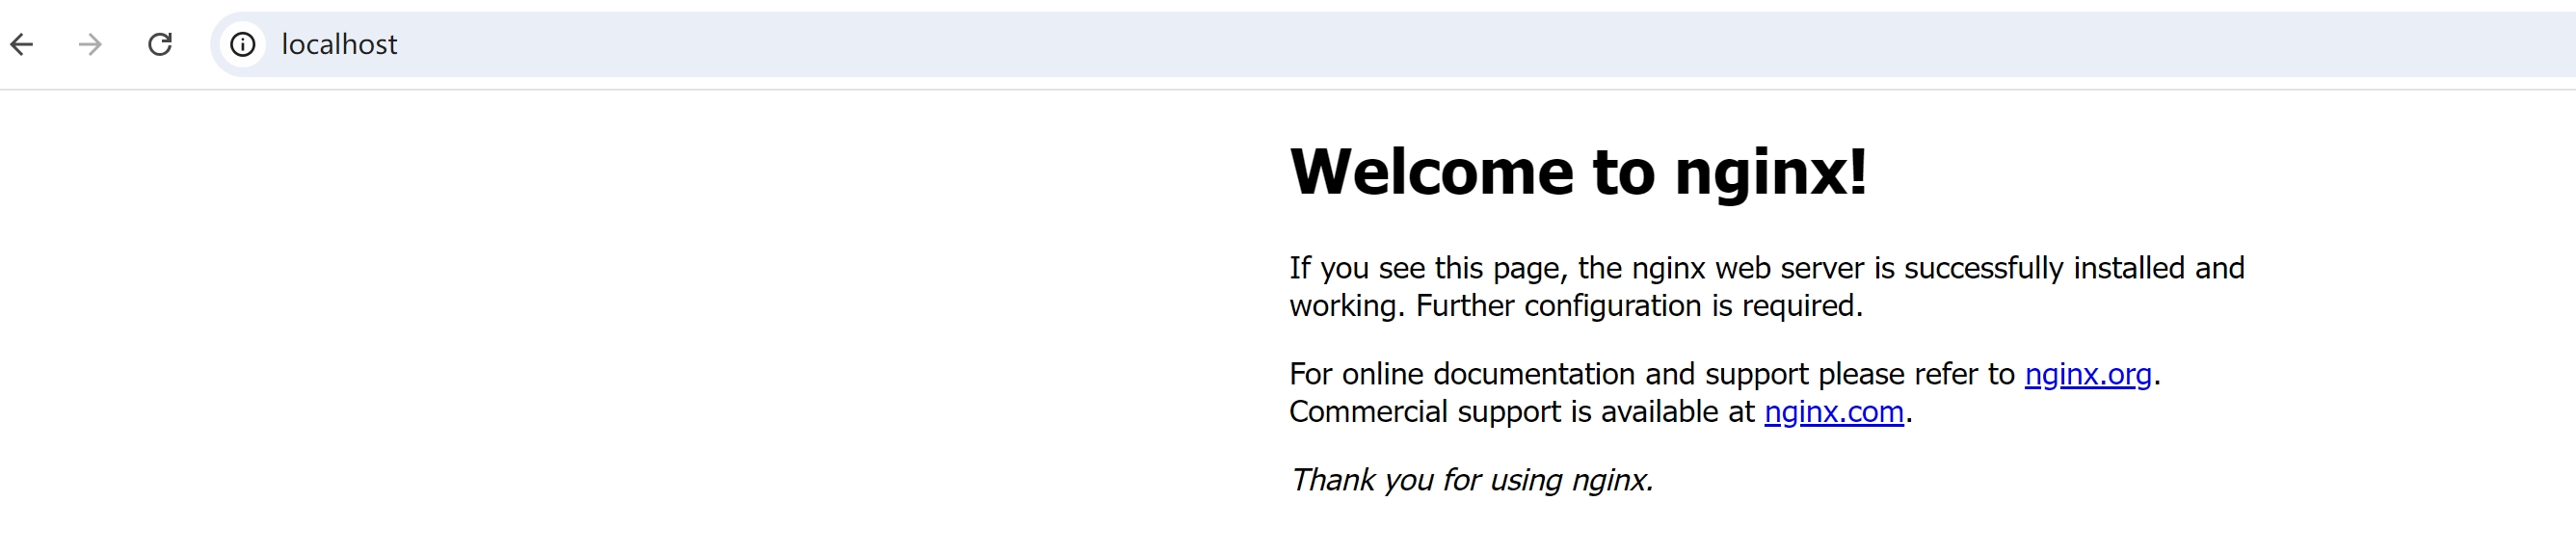 localhost
Welcome to nginx!
If you see this page, the nginx web server is successfully installed and
working. Further configuration is required.
For online documentation and support please refer to nginx.org.
Commercial support is available at nginx.com.
Thank you for using nginx.